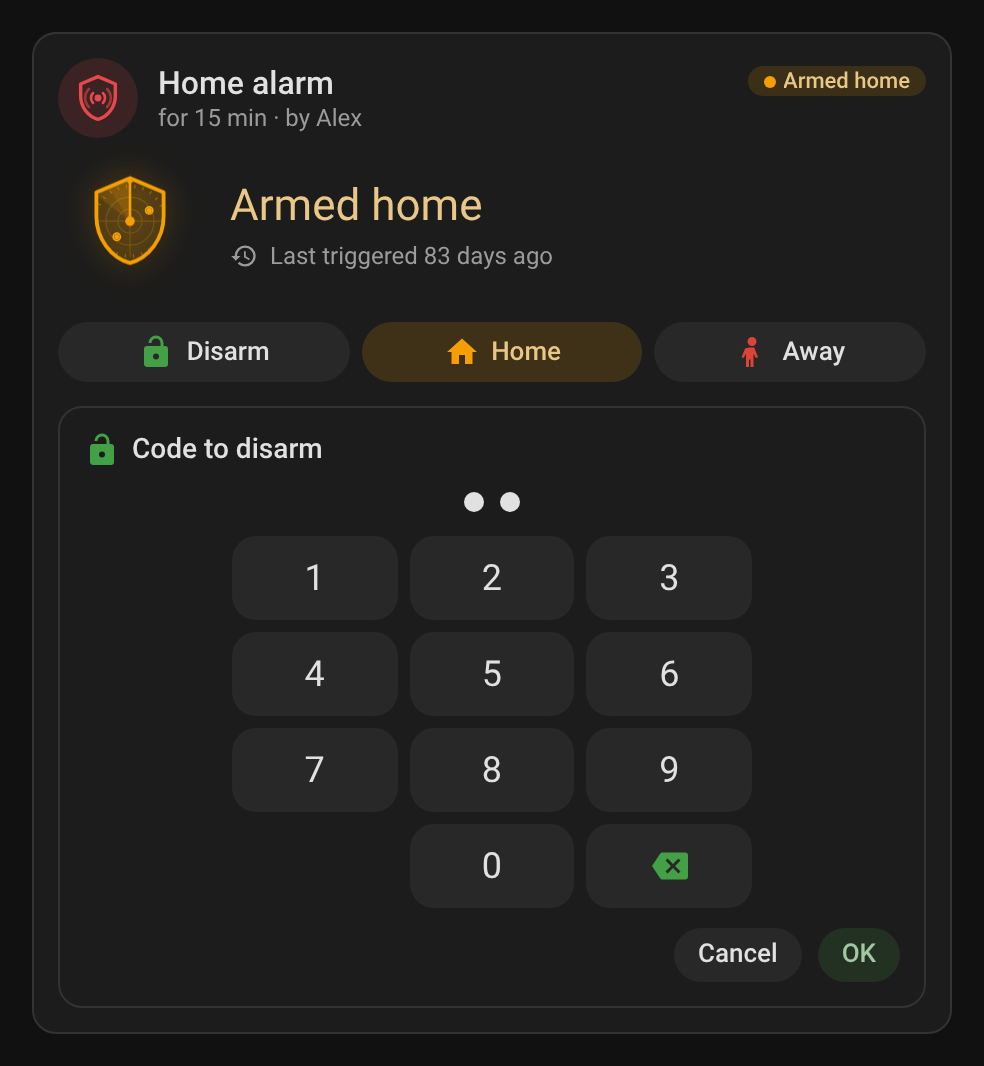 Home alarm
for 15 min · by Alex
Armed home
Armed home
Last triggered 83 days ago
Disarm
Home
Away
Code to disarm
1 2 3
4 5 6
7 8 9
0
Cancel
OK